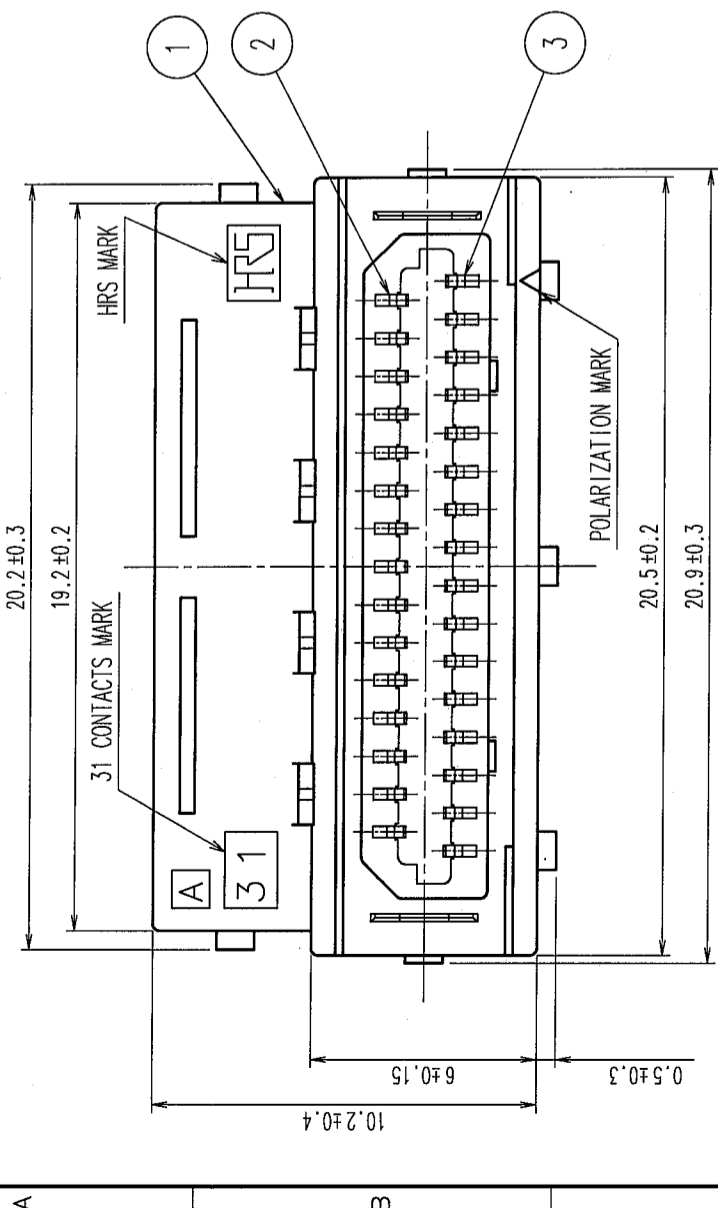 20.2±0.3
19.2±0.2
31 CONTACTS MARK
HRS MARK
1
2
3
A
31
HRS
POLARIZATION MARK
20.5±0.2
20.9±0.3
10.2±0.4
6±0.15
0.5±0.3
A
B